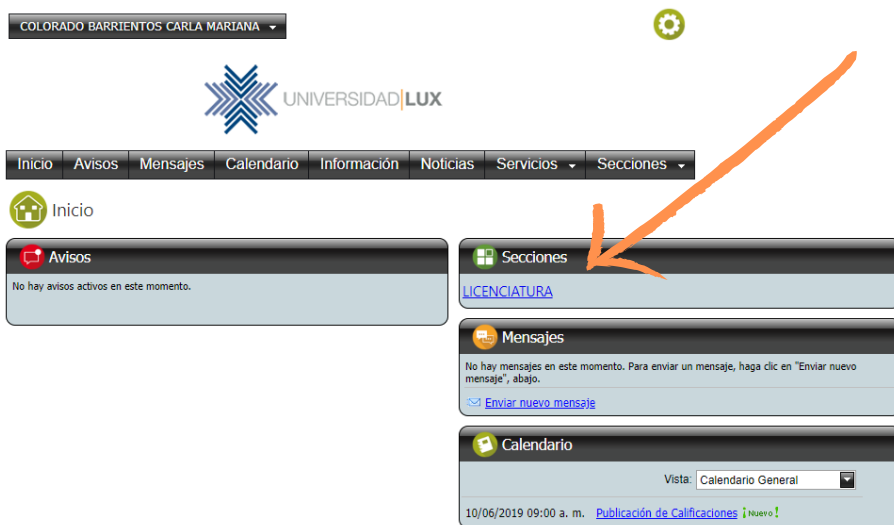 COLORADO BARRIENTOS CARLA MARIANA
UNIVERSIDAD|LUX
Inicio Avisos Mensajes Calendario Información Noticias Servicios Secciones
Inicio
Avisos
No hay avisos activos en este momento.
Secciones
LICENCIATURA
Mensajes
No hay mensajes en este momento. Para enviar un mensaje, haga clic en "Enviar nuevo
mensaje", abajo.
Enviar nuevo mensaje
Calendario
Vista: Calendario General
10/06/2019 09:00 a. m. Publicación de Calificaciones ¡Nuevo!